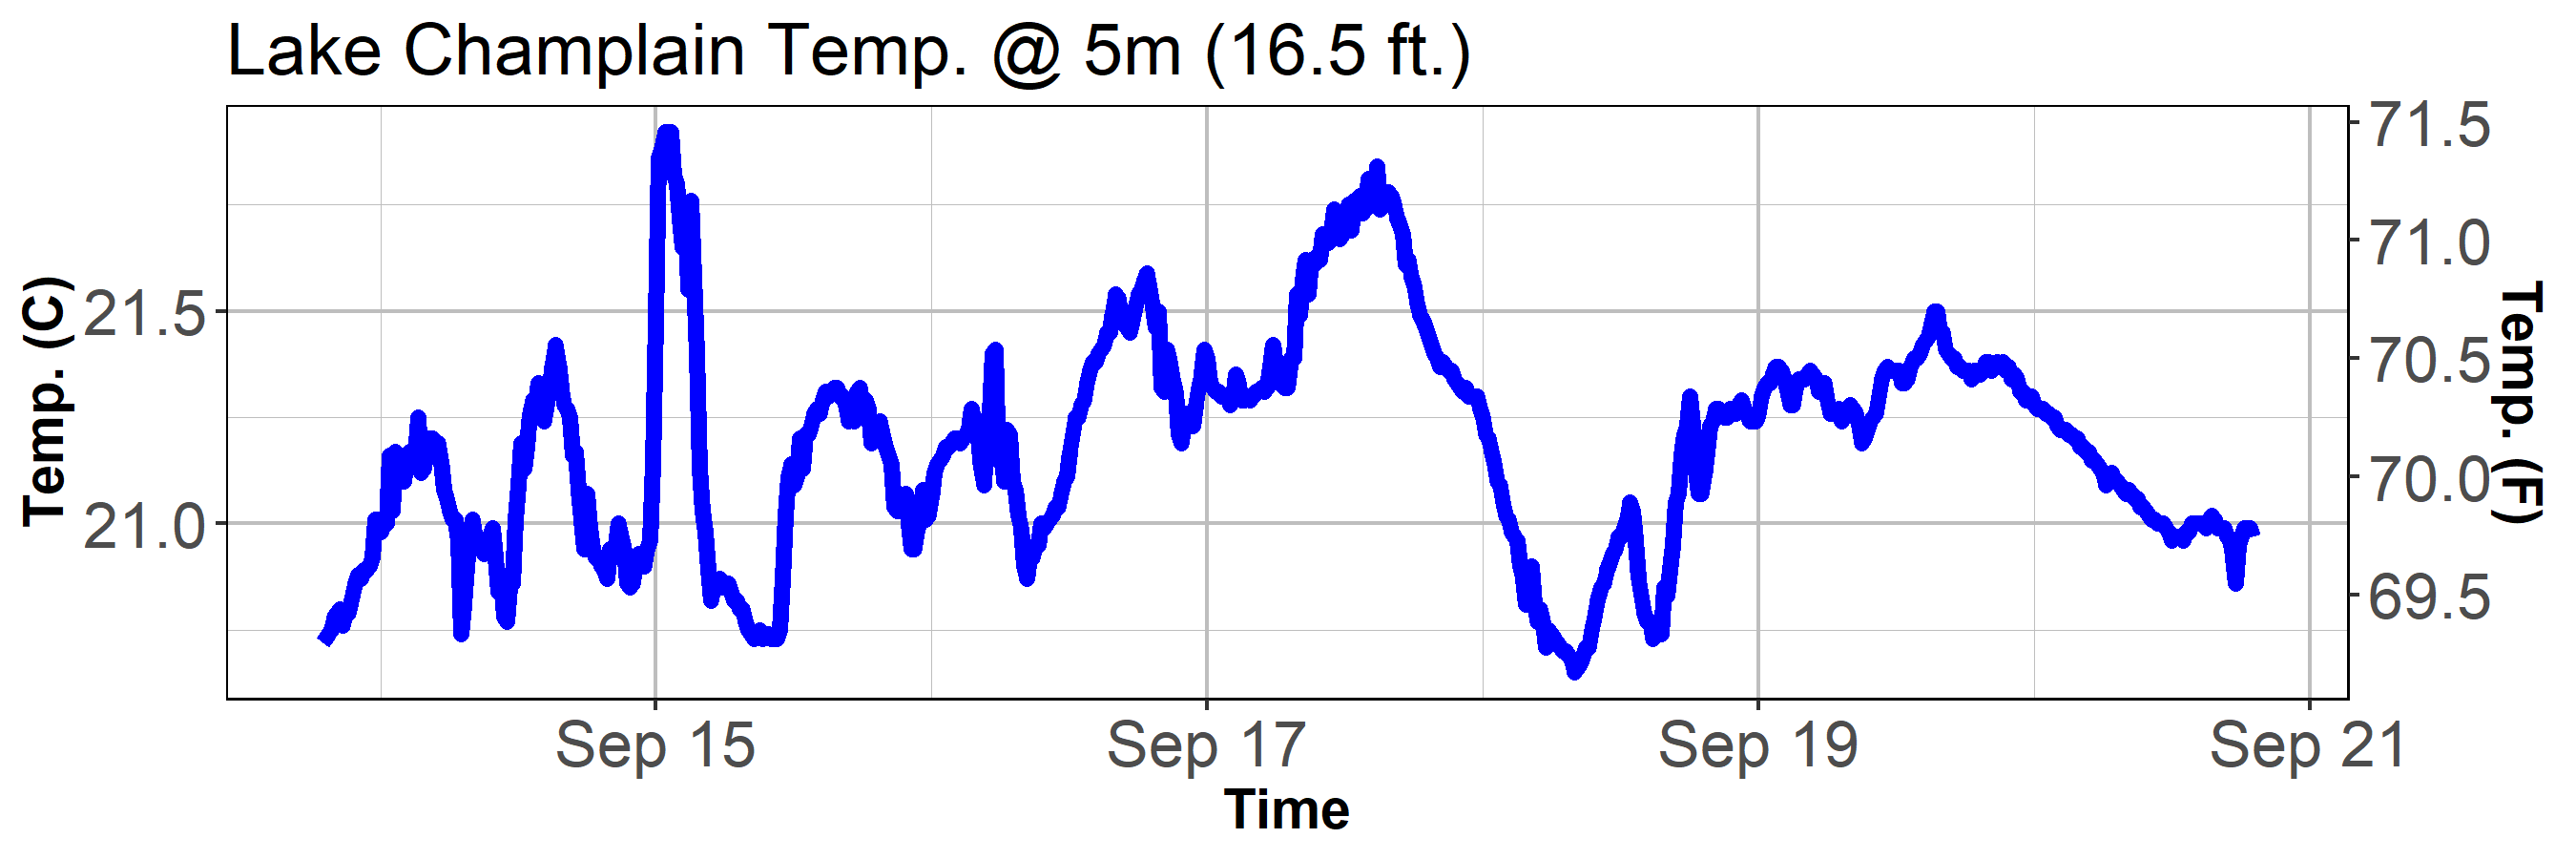 Lake Champlain Temp. @ 5m (16.5 ft.)
Temp. (C)
21.5
21.0
71.5
71.0
70.5
70.0
69.5
Temp. (F)
Sep 15 Sep 17 Sep 19 Sep 21
Time